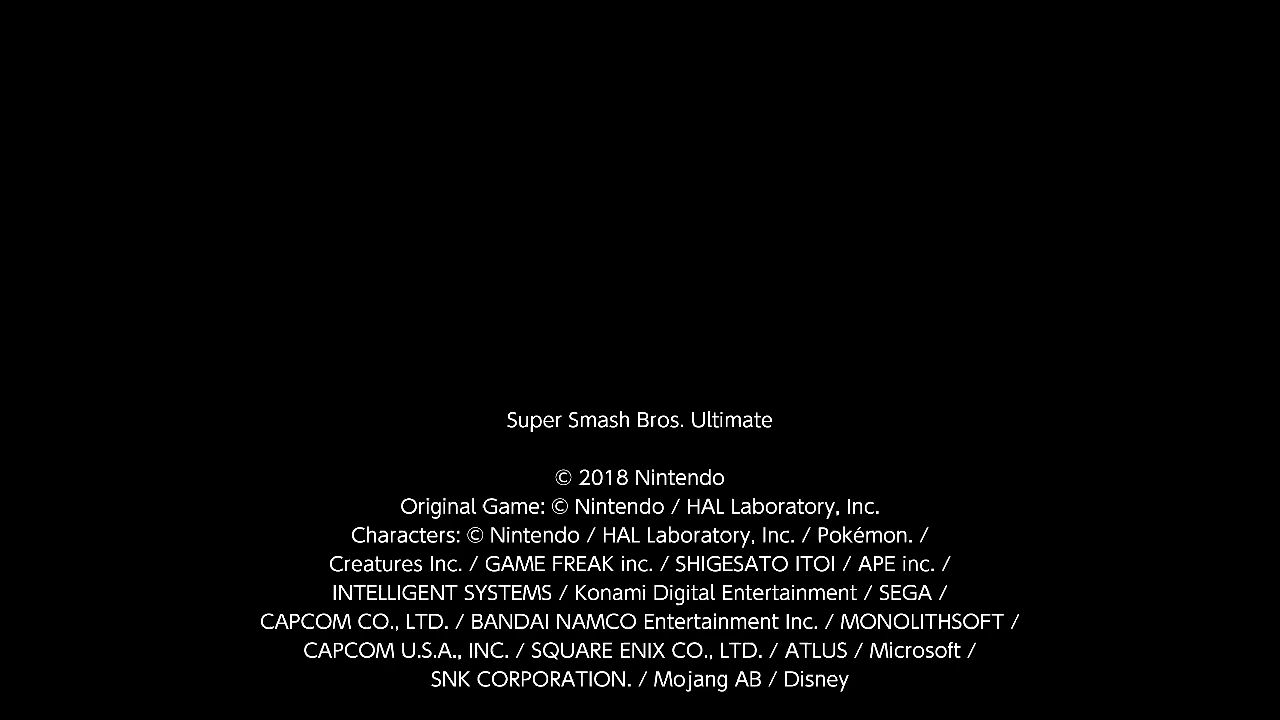 Super Smash Bros. Ultimate
© 2018 Nintendo
Original Game: © Nintendo / HAL Laboratory, Inc.
Characters: © Nintendo / HAL Laboratory, Inc. / Pokémon. /
Creatures Inc. / GAME FREAK inc. / SHIGESATO ITOI / APE inc. /
INTELLIGENT SYSTEMS / Konami Digital Entertainment / SEGA /
CAPCOM CO., LTD. / BANDAI NAMCO Entertainment Inc. / MONOLITHSOFT /
CAPCOM U.S.A., INC. / SQUARE ENIX CO., LTD. / ATLUS / Microsoft /
SNK CORPORATION. / Mojang AB / Disney